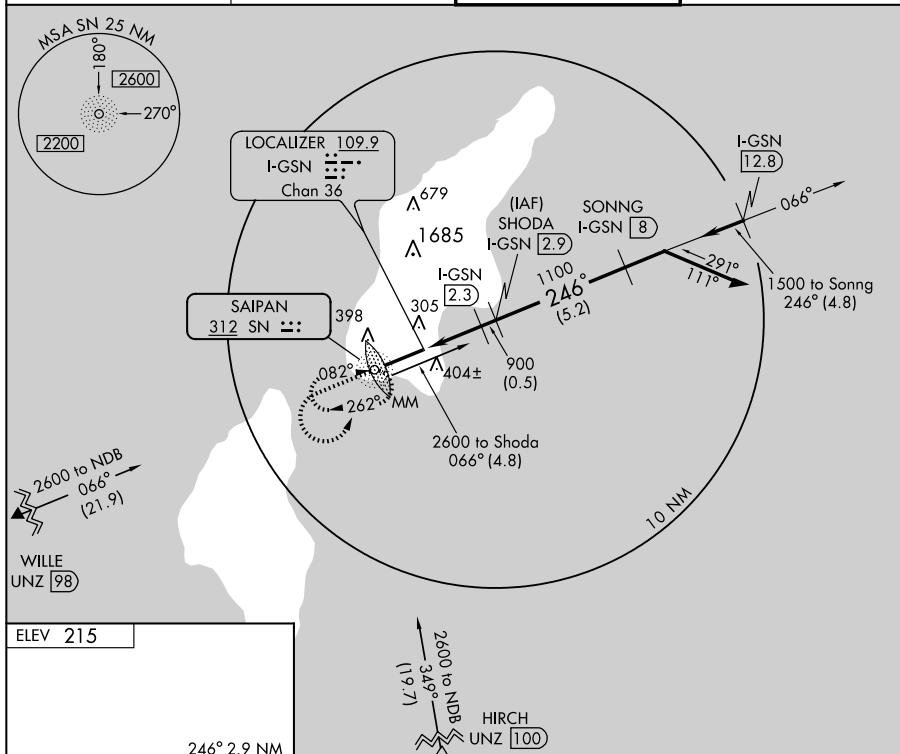 MSA SN 25 NM
180°
2600
270°
2200
LOCALIZER 109.9
I-GSN
Chan 36
679
1685
I-GSN
2.3
(IAF)
SHODA
I-GSN 2.9
SONNG
I-GSN 8
I-GSN
12.8
066°
291°
111°
1500 to Sonng
246° (4.8)
1100
246°
(5.2)
SAIPAN
312 SN
398
305
404±
900
(0.5)
082°
262°
MM
2600 to Shoda
066° (4.8)
10 NM
2600 to NDB
066°
(21.9)
WILLE
UNZ 98
ELEV 215
246° 2.9 NM
2600 to NDB
349°
(19.7)
HIRCH
UNZ 100